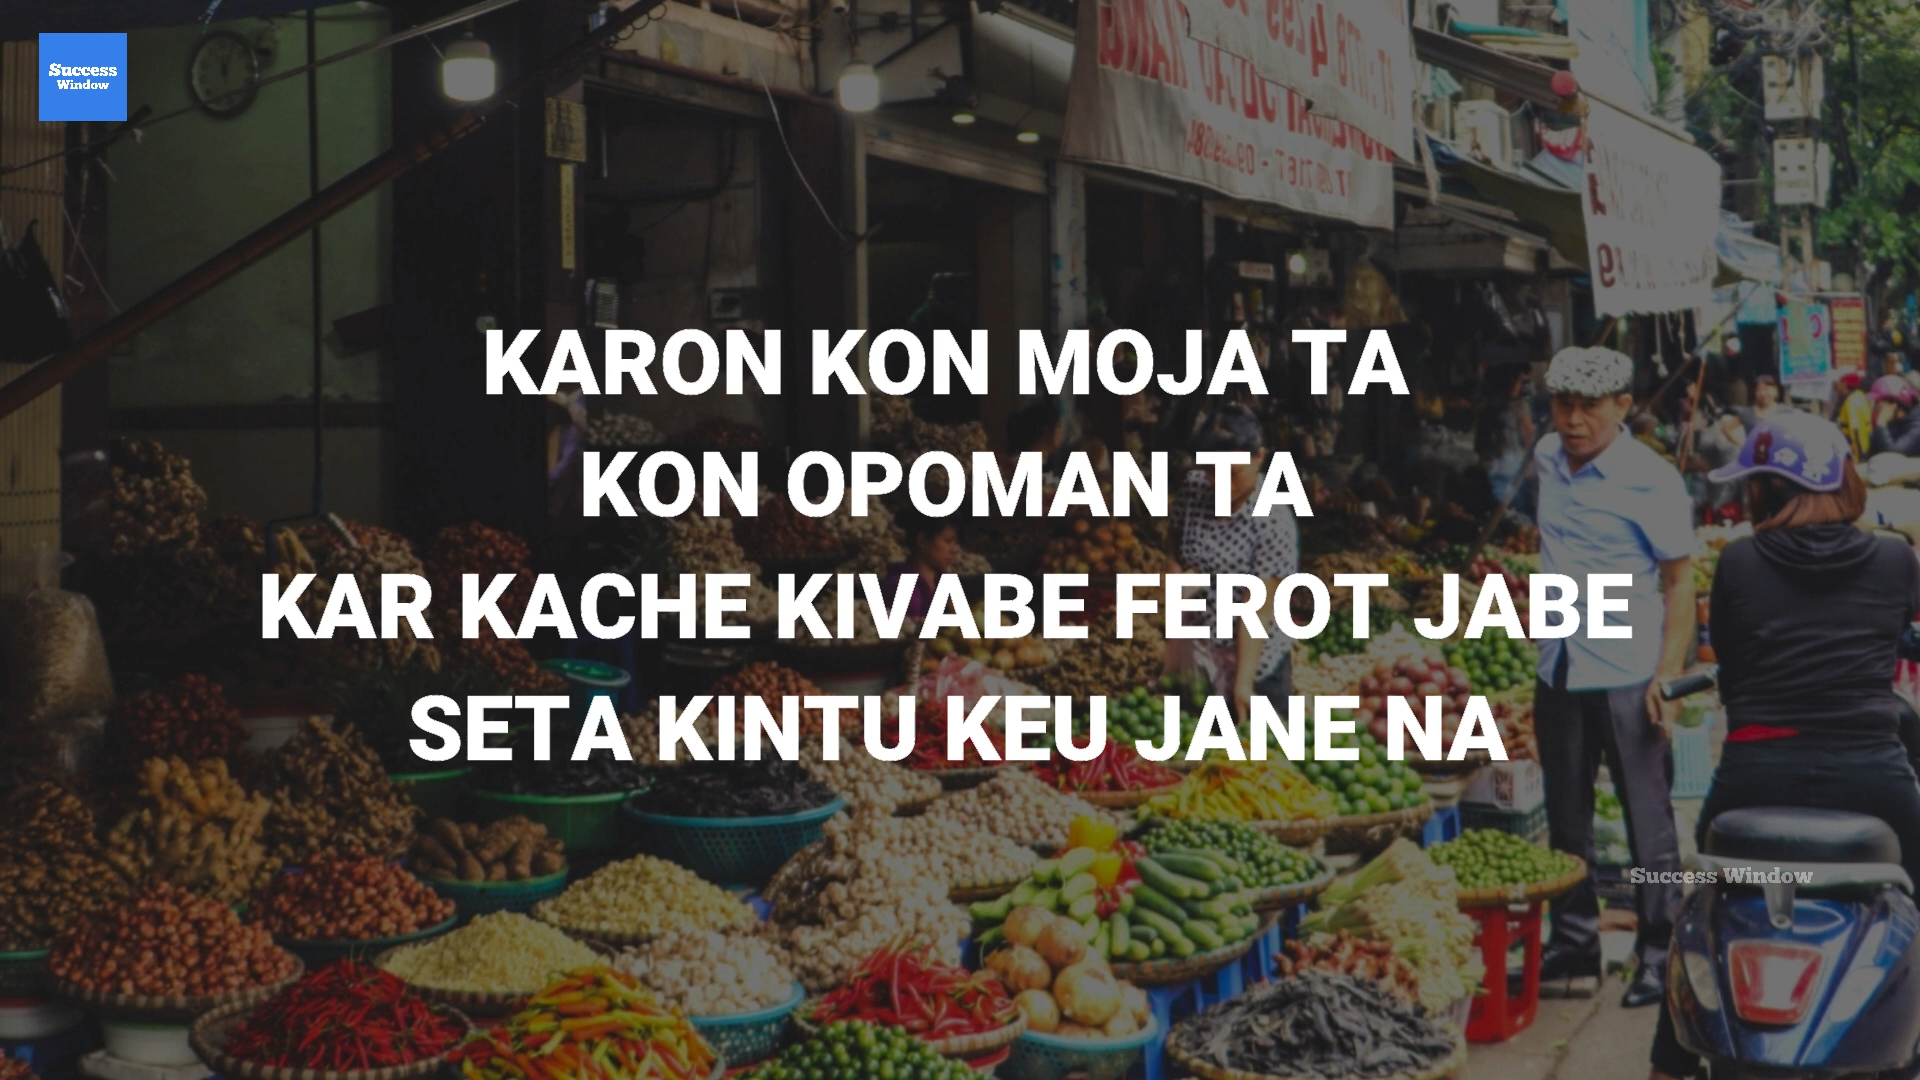 Success
Window
KARON KON MOJA TA
KON OPOMAN TA
KAR KACHE KIVABE FEROT JABE
SETA KINTU KEU JANE NA
Success Window